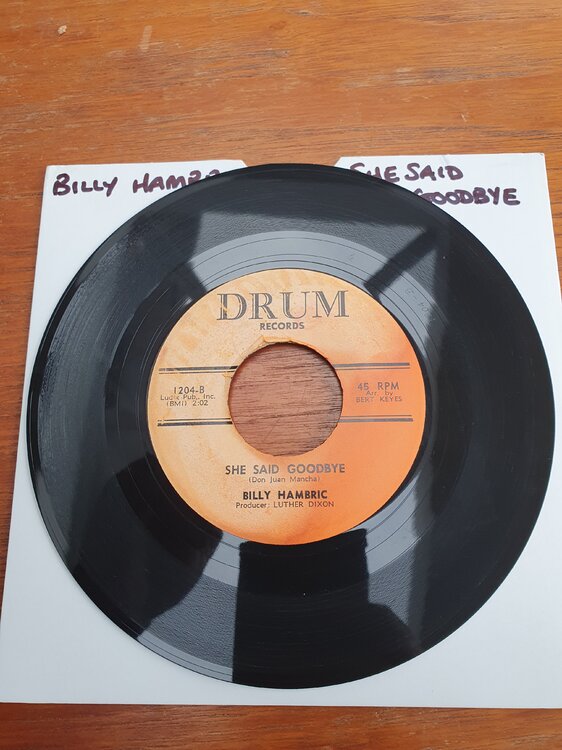 BILLY HAMB
SHE SAID
GOODBYE
DRUM
RECORDS
1204-B
Ludix Pub., Inc.
(BMI) 2:02
45 RPM
Arr. by
BERT KEYES
SHE SAID GOODBYE
(Don Juan Mancha)
BILLY HAMBRIC
Producer: LUTHER DIXON